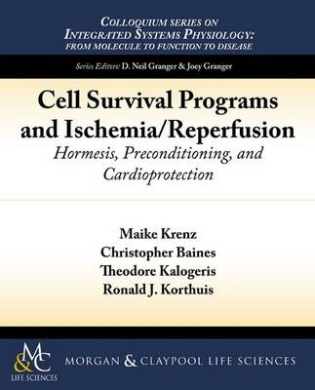 COLLOQUIUM SERIES ON
INTEGRATED SYSTEMS PHYSIOLOGY:
FROM MOLECULE TO FUNCTION TO DISEASE
Series Editors: D. Neil Granger & Joey Granger
Cell Survival Programs
and Ischemia/Reperfusion
Hormesis, Preconditioning, and
Cardioprotection
Maike Krenz
Christopher Baines
Theodore Kalogeris
Ronald J. Korthuis
M&C
LIFE SCIENCES
MORGAN & CLAYPOOL LIFE SCIENCES